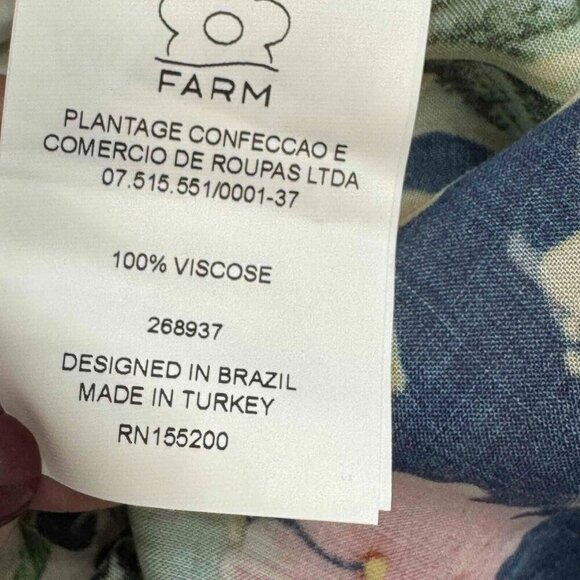 FARM
PLANTAGE CONFECCAO E
COMERCIO DE ROUPAS LTDA
07.515.551/0001-37
100% VISCOSE
268937
DESIGNED IN BRAZIL
MADE IN TURKEY
RN155200